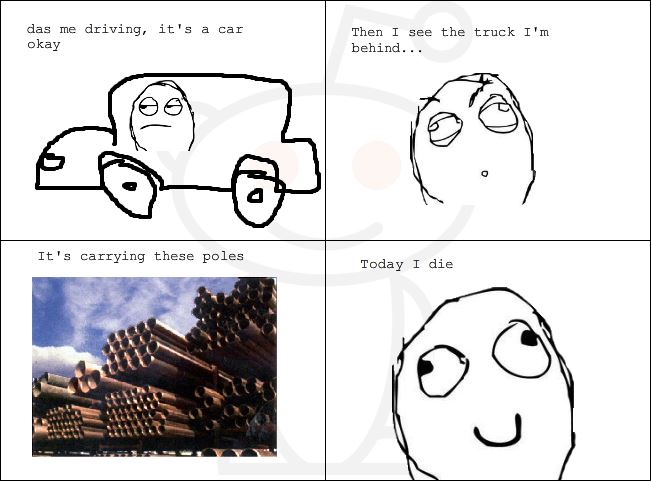 das me driving, it's a car
okay
Then I see the truck I'm
behind...
It's carrying these poles
Today I die